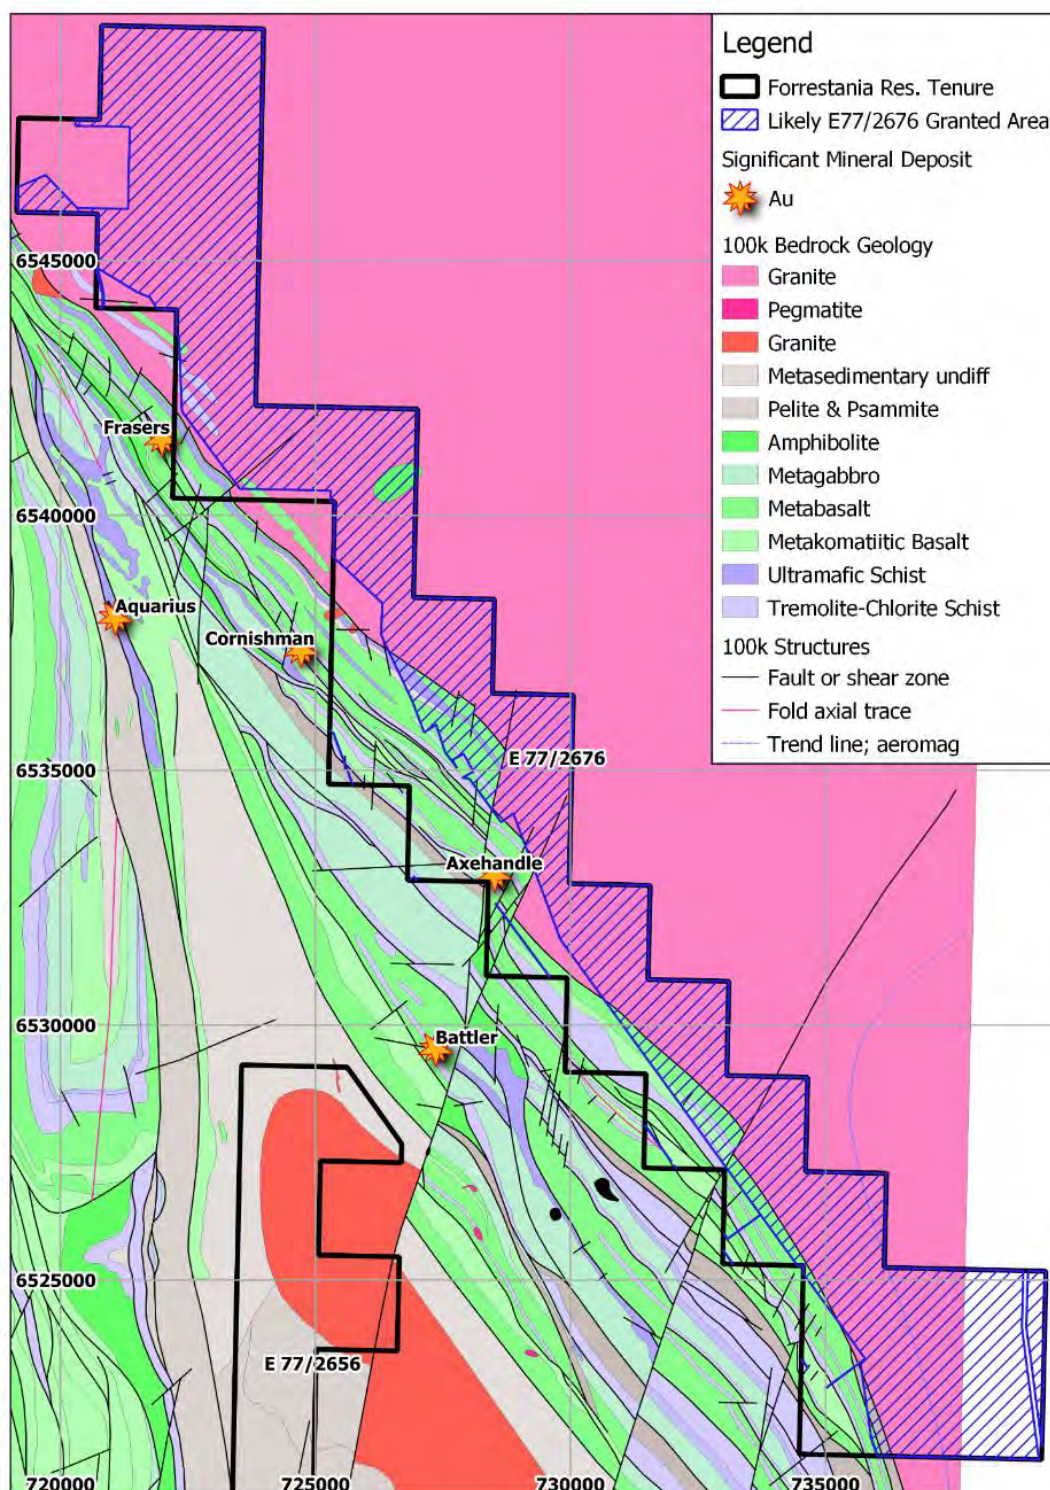 Legend
Forrestania Res. Tenure
Likely E77/2676 Granted Area
Significant Mineral Deposit
Au
100k Bedrock Geology
Granite
Pegmatite
Granite
Metasedimentary undiff
Pelite & Psammite
Amphibolite
Metagabbro
Metabasalt
Metakomatiitic Basalt
Ultramafic Schist
Tremolite-Chlorite Schist
100k Structures
Fault or shear zone
Fold axial trace
Trend line; aeromag
6545000
Frasers
6540000
Aquarius
Cornishman
E 77/2676
6535000
Axehandle
6530000
Battler
6525000
E 77/2656
720000
725000
730000
735000